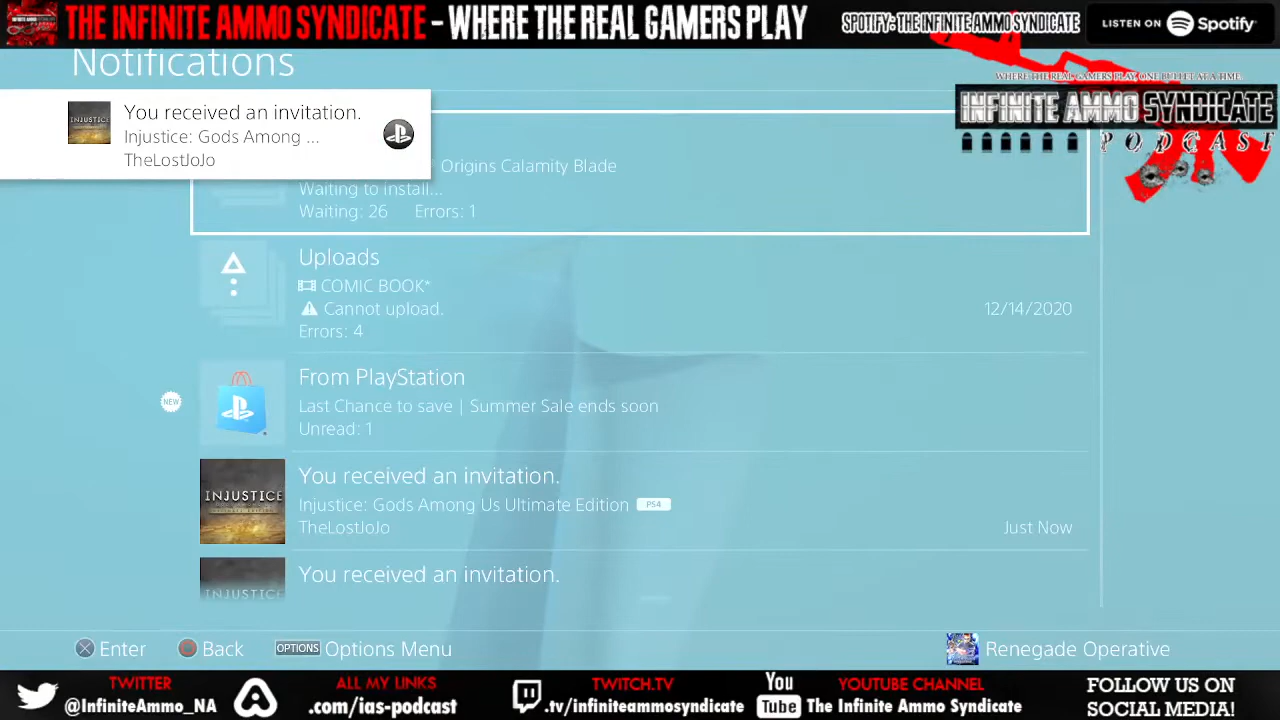 THE INFINITE AMMO SYNDICATE - WHERE THE REAL GAMERS PLAY
SPOTIFY: THE INFINITE AMMO SYNDICATE
LISTEN ON Spotify
WHERE THE REAL GAMERS PLAY, ONE BULLET AT A TIME.
INFINITE AMMO SYNDICATE
PODCAST
Notifications
You received an invitation.
Injustice: Gods Among ...
TheLostJoJo
Origins Calamity Blade
Waiting to install...
Waiting: 26 Errors: 1
Uploads
COMIC BOOK*
Cannot upload.
12/14/2020
Errors: 4
NEW
From PlayStation
Last Chance to save | Summer Sale ends soon
Unread: 1
INJUSTICE
You received an invitation.
Injustice: Gods Among Us Ultimate Edition PS4
TheLostJoJo
Just Now
INJUSTICE
You received an invitation.
Enter
Back
OPTIONS Options Menu
Renegade Operative
TWITTER
@InfiniteAmmo_NA
ALL MY LINKS
.com/ias-podcast
TWITCH.TV
.tv/infiniteammosyndicate
You Tube
YOUTUBE CHANNEL
The Infinite Ammo Syndicate
FOLLOW US ON
SOCIAL MEDIA!